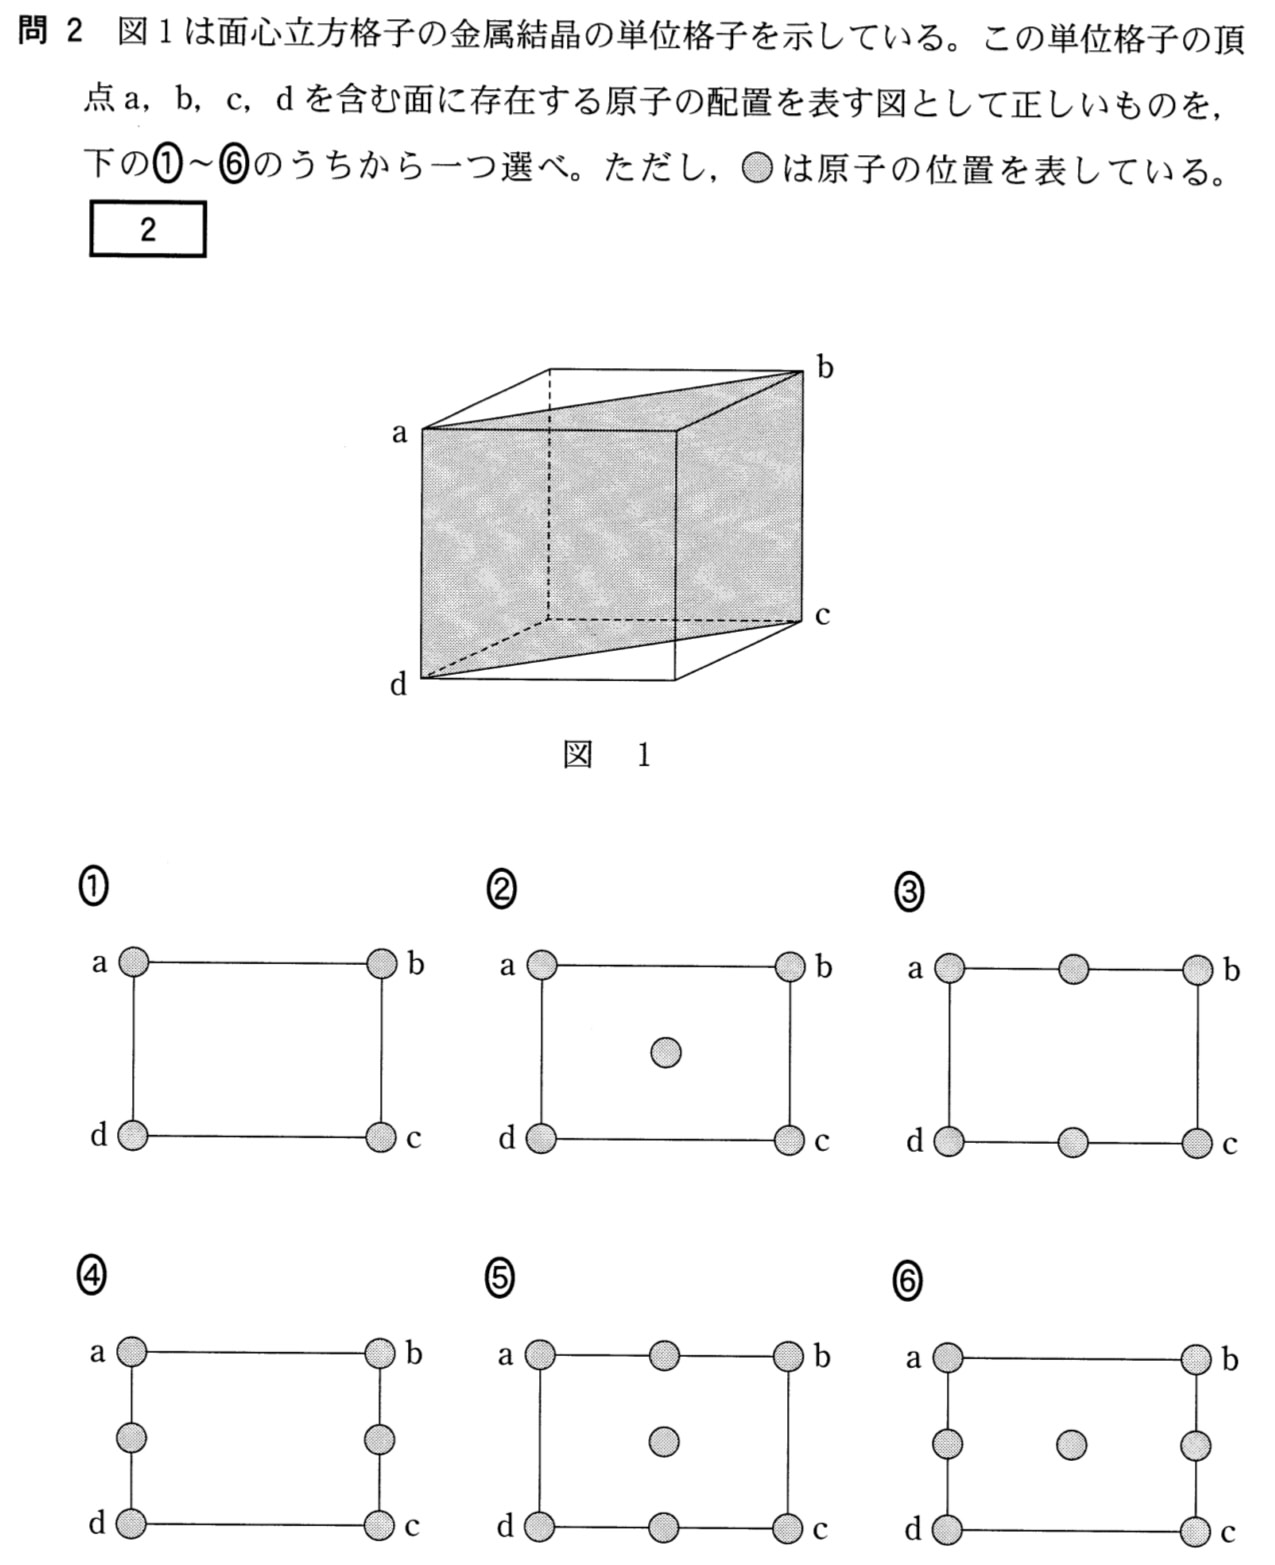 問 2 図1は面心立方格子の金属結晶の単位格子を示している。この単位格子の頂
点a, b, c, dを含む面に存在する原子の配置を表す図として正しいものを,
下の①~⑥のうちから一つ選べ。ただし, は原子の位置を表している。
2
b
a
c
d
図 1
① ② ③
a b a b a b
d c d c d c
④ ⑤ ⑥
a b a b a b
d c d c d c